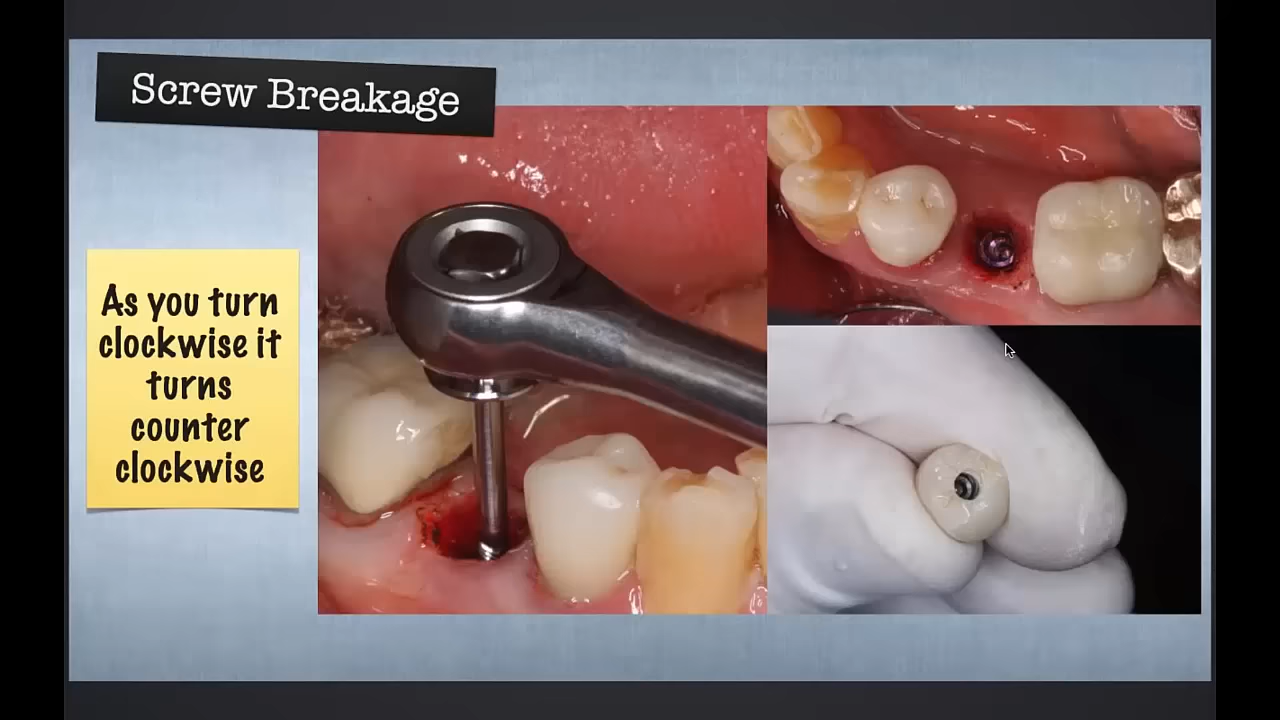 Screw Breakage
As you turn
clockwise it
turns
counter
clockwise